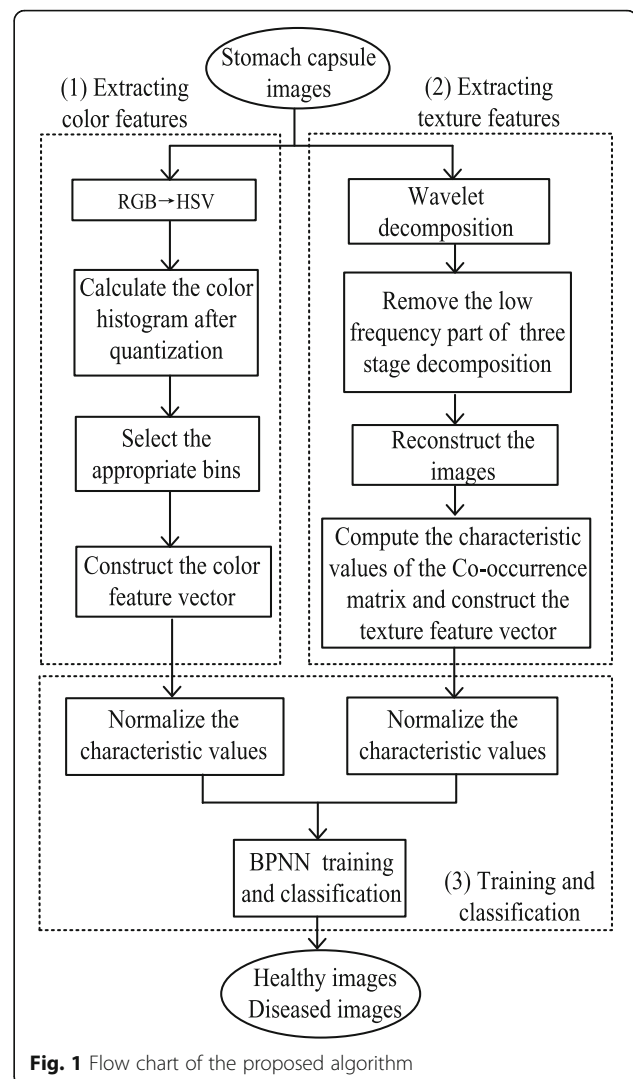 Stomach capsule
images
(1) Extracting
color features
(2) Extracting
texture features
RGB→HSV
Calculate the color
histogram after
quantization
Select the
appropriate bins
Construct the color
feature vector
Wavelet
decomposition
Remove the low
frequency part of three
stage decomposition
Reconstruct the
images
Compute the characteristic
values of the Co-occurrence
matrix and construct the
texture feature vector
Normalize the
characteristic values
Normalize the
characteristic values
BPNN training
and classification
(3) Training and
classification
Healthy images
Diseased images
Fig. 1 Flow chart of the proposed algorithm